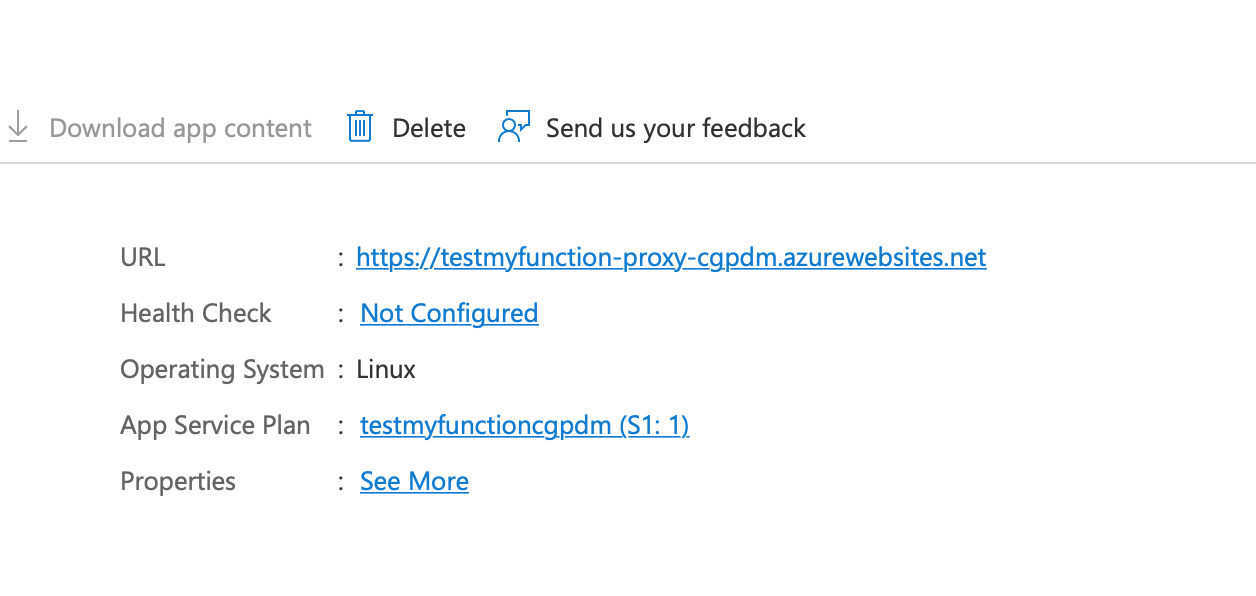 Download app content Delete Send us your feedback
URL : https://testmyfunction-proxy-cgpdm.azurewebsites.net
Health Check : Not Configured
Operating System : Linux
App Service Plan : testmyfunctioncgpdm (S1: 1)
Properties : See More